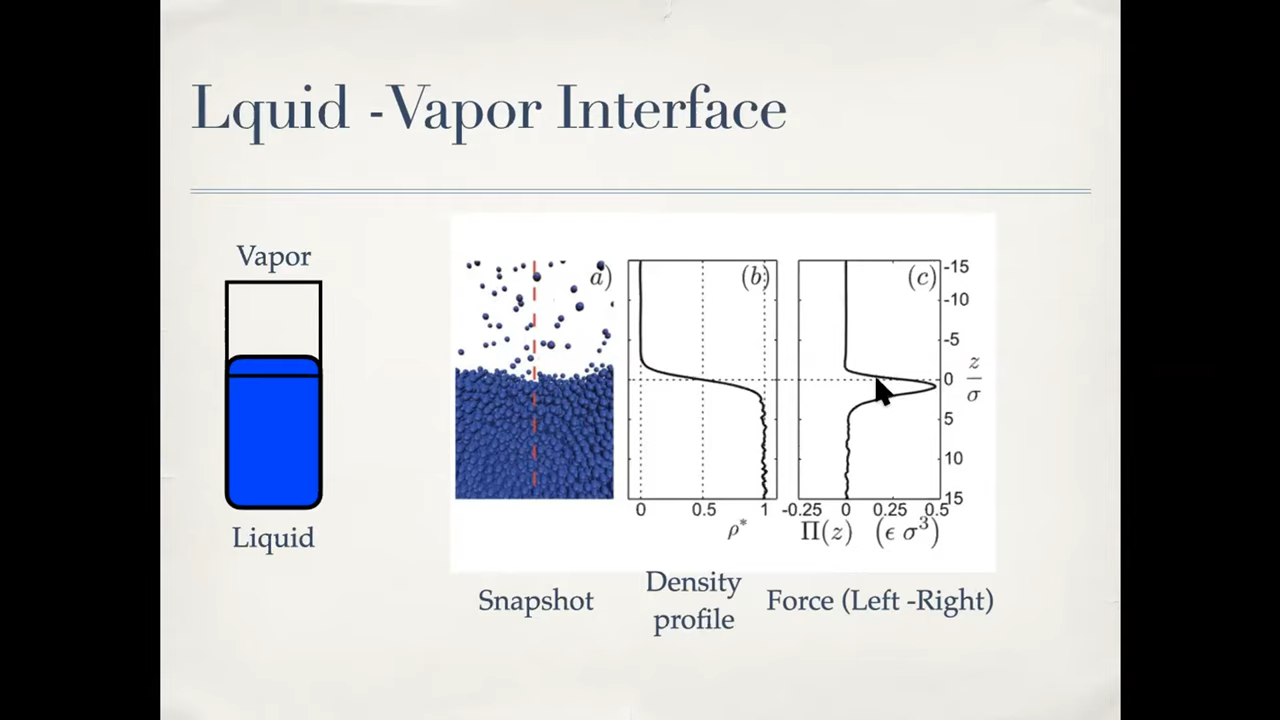 Lquid -Vapor Interface
Vapor
Liquid
a)
(b)
(c)
-15
-10
-5
0
5
10
15
z
σ
0
0.5
1
ρ*
-0.25
0
0.25
0.5
Π(z) (ϵ σ³)
Snapshot
Density
profile
Force (Left -Right)